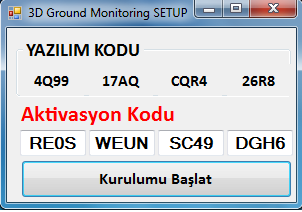 3D Ground Monitoring SETUP
YAZILIM KODU
4Q99 17AQ CQR4 26R8
Aktivasyon Kodu
RE0S WEUN SC49 DGH6
Kurulumu Başlat